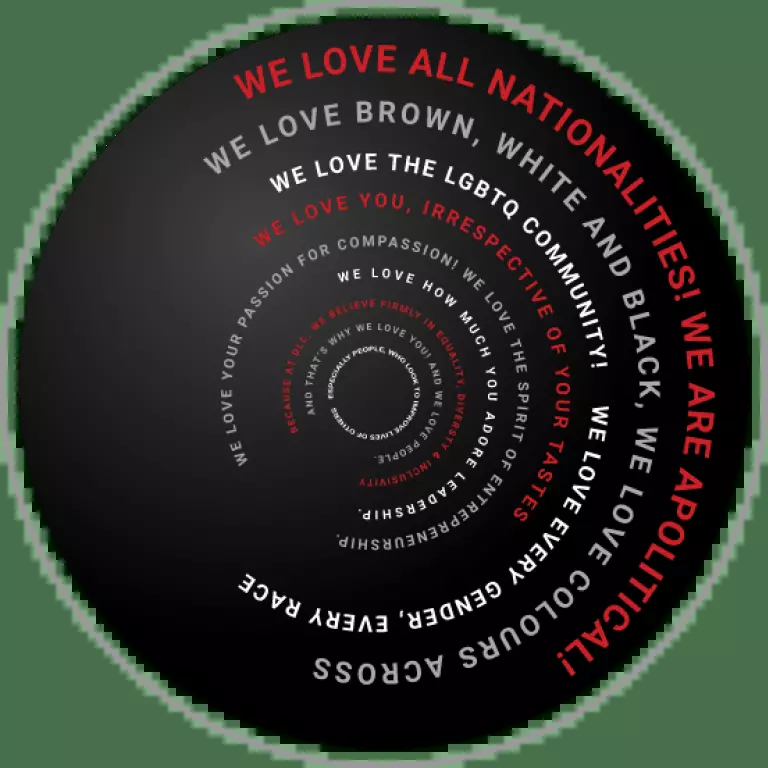 WE LOVE ALL NATIONALITIES! WE ARE APOLITICAL!
WE LOVE BROWN, WHITE AND BLACK, WE LOVE COLOURS ACROSS
WE LOVE THE LGBTQ COMMUNITY! WE LOVE EVERY GENDER, EVERY RACE
WE LOVE YOU, IRRESPECTIVE OF YOUR TASTES
WE LOVE YOUR PASSION FOR COMPASSION! WE LOVE THE SPIRIT OF ENTREPRENEURSHIP.
WE LOVE HOW MUCH YOU ADORE LEADERSHIP.
BECAUSE AT DLC, WE BELIEVE FIRMLY IN EQUALITY, DIVERSTY & INCLUSIVITY
AND THAT'S WHY WE LOVE YOU! AND WE LOVE PEOPLE.
ESPECIALLY PEOPLE, WHO LOOK TO IMPROVE LIVES OF OTHERS